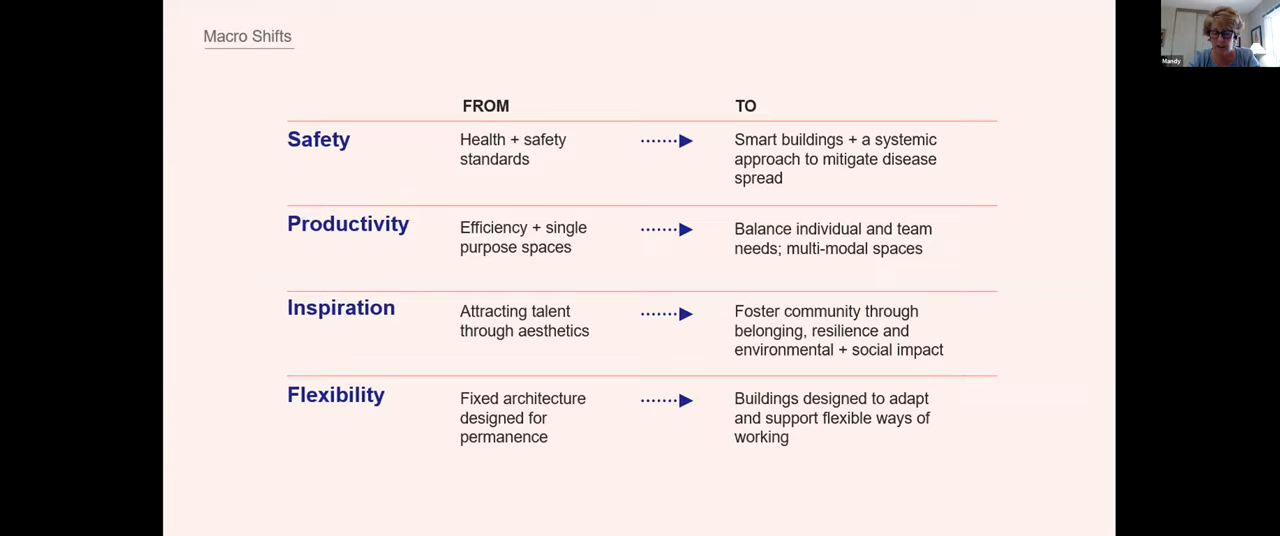 Macro Shifts
Mandy
FROM
TO
Safety
Health + safety
standards
Smart buildings + a systemic
approach to mitigate disease
spread
Productivity
Efficiency + single
purpose spaces
Balance individual and team
needs; multi-modal spaces
Inspiration
Attracting talent
through aesthetics
Foster community through
belonging, resilience and
environmental + social impact
Flexibility
Fixed architecture
designed for
permanence
Buildings designed to adapt
and support flexible ways of
working